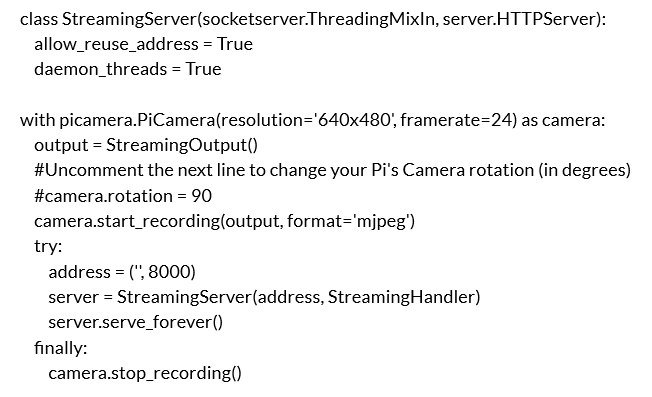 class StreamingServer(socketserver.ThreadingMixIn, server.HTTPServer):
allow_reuse_address = True
daemon_threads = True
with picamera.PiCamera(resolution='640x480', framerate=24) as camera:
output = StreamingOutput()
#Uncomment the next line to change your Pi's Camera rotation (in degrees)
#camera.rotation = 90
camera.start_recording(output, format='mjpeg')
try:
address = ('', 8000)
server = StreamingServer(address, StreamingHandler)
server.serve_forever()
finally:
camera.stop_recording()